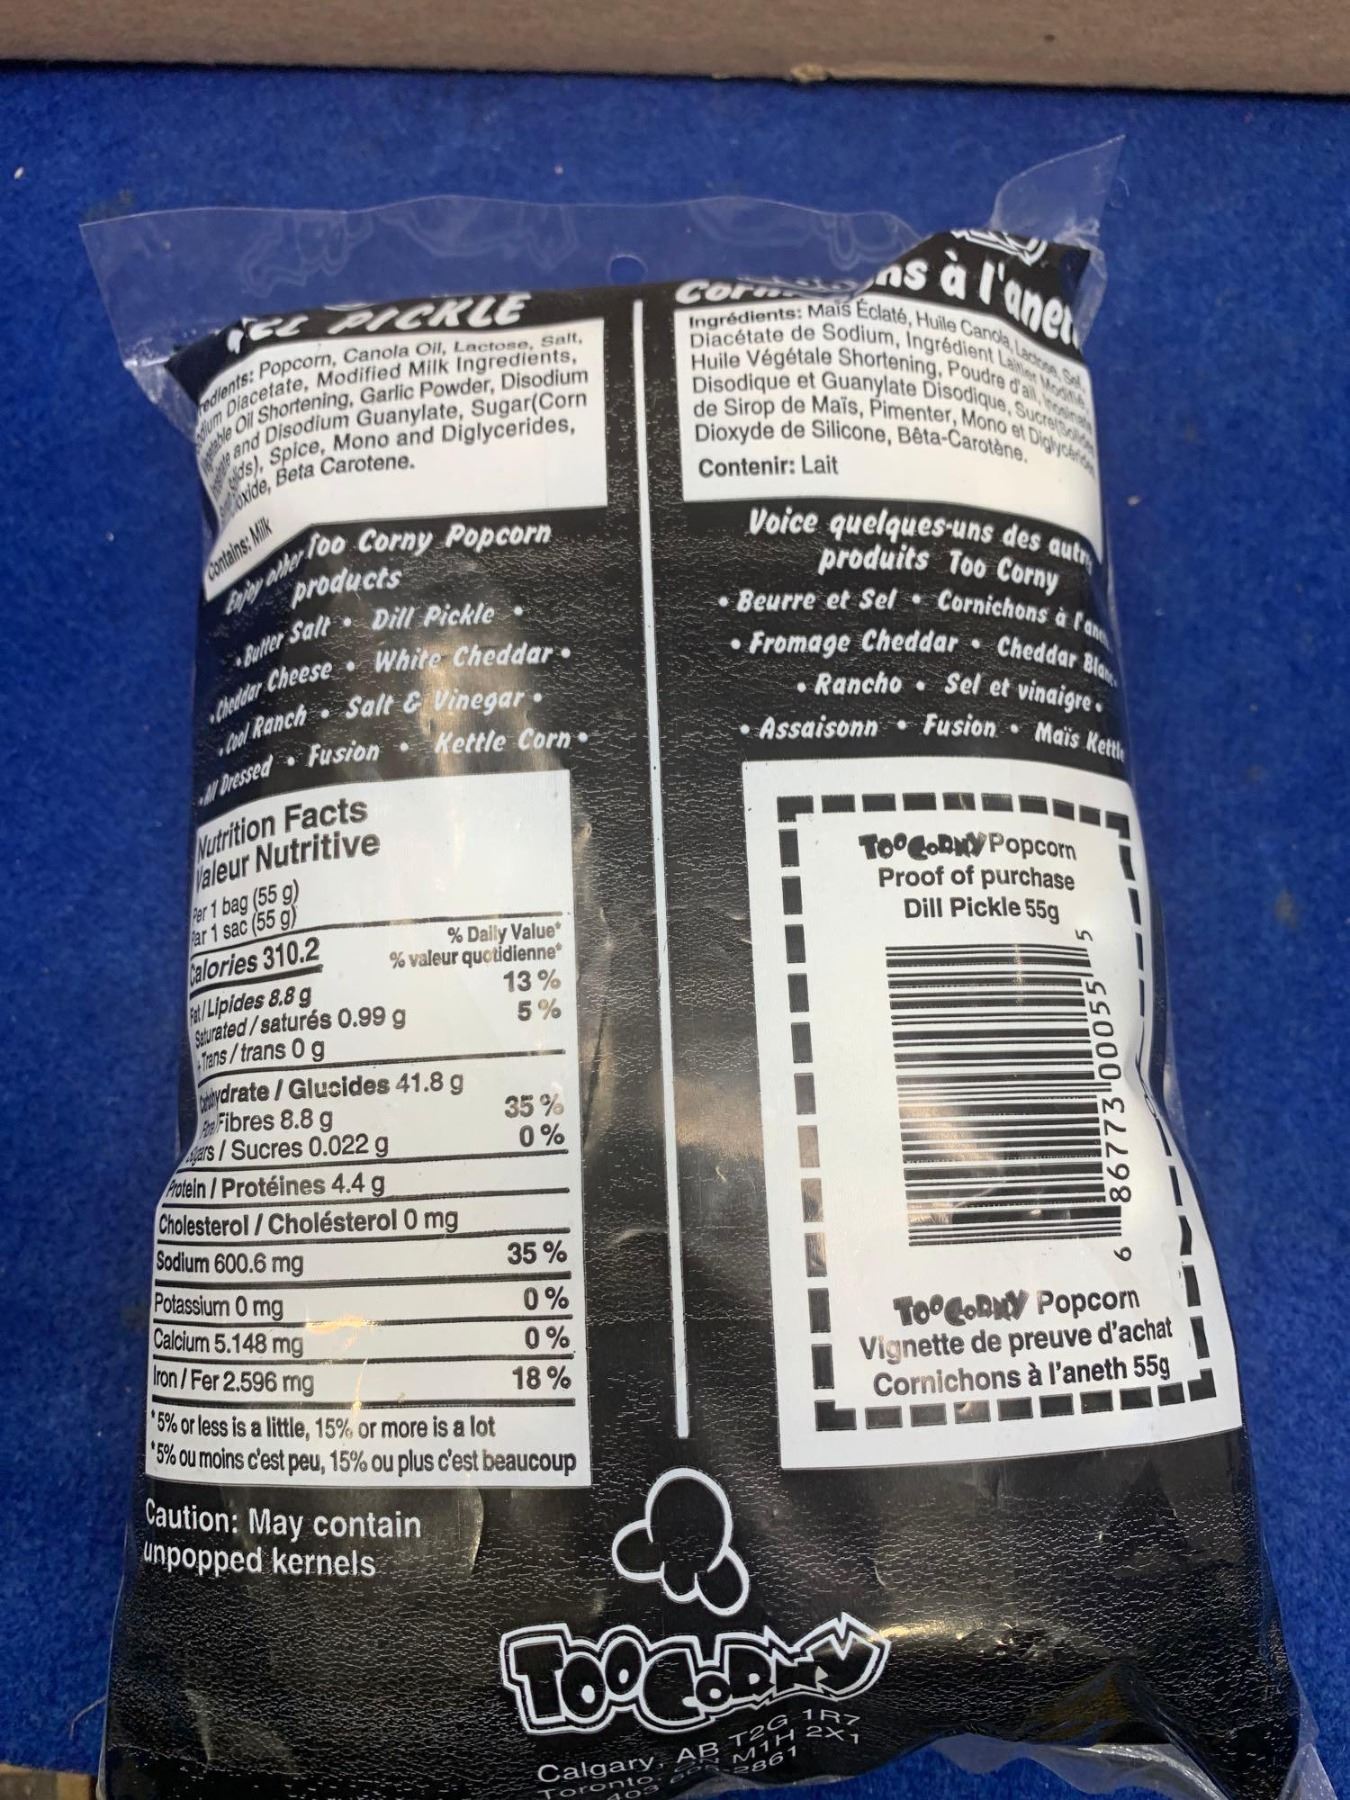 PICKLE
Popcorn, Canola Oil, Lactose, Salt,
Diacetate, Modified Milk Ingredients,
Oil Shortening, Garlic Powder, Disodium
and Disodium Guanylate, Sugar(Corn
Spice, Mono and Diglycerides,
Beta Carotene.
Contains: Milk
Enjoy other Too Corny Popcorn
products
• Butter Salt • Dill Pickle •
• Cheddar Cheese • White Cheddar •
• Cool Ranch • Salt & Vinegar •
• All Dressed • Fusion • Kettle Corn •
Nutrition Facts
Valeur Nutritive
Per 1 bag (55 g)
Par 1 sac (55 g)
Calories 310.2
% Daily Value*
% valeur quotidienne*
Fat / Lipides 8.8 g 13 %
Saturated / saturés 0.99 g 5 %
+Trans / trans 0 g
Carbohydrate / Glucides 41.8 g
Fibre/Fibres 8.8 g 35 %
Sugars / Sucres 0.022 g 0 %
Protein / Protéines 4.4 g
Cholesterol / Cholésterol 0 mg
Sodium 600.6 mg 35 %
Potassium 0 mg 0 %
Calcium 5.148 mg 0 %
Iron / Fer 2.596 mg 18 %
*5% or less is a little, 15% or more is a lot
*5% ou moins c'est peu, 15% ou plus c'est beaucoup
Caution: May contain
unpopped kernels
à l'anet
Ingrédients: Maïs Éclaté, Huile Canola, Lactose, Sel,
Diacétate de Sodium, Ingrédient Laitier Modifié,
Huile Végétale Shortening, Poudre d'ail,
Disodique et Guanylate Disodique,
de Sirop de Maïs, Pimenter, Mono et
Dioxyde de Silicone, Bêta-Carotène.
Contenir: Lait
Voice quelques-uns des
produits Too Corny
• Beurre et Sel • Cornichons à
• Fromage Cheddar • Cheddar
• Rancho • Sel et vinaigre •
• Assaisonn • Fusion • Maïs
TOO CORNY Popcorn
Proof of purchase
Dill Pickle 55g
6 86773 00055 5
TOO CORNY Popcorn
Vignette de preuve d'achat
Cornichons à l'aneth 55g
TOO CORNY
Calgary, AB T2G 1R7
Toronto, M1H 2X1
403 2861